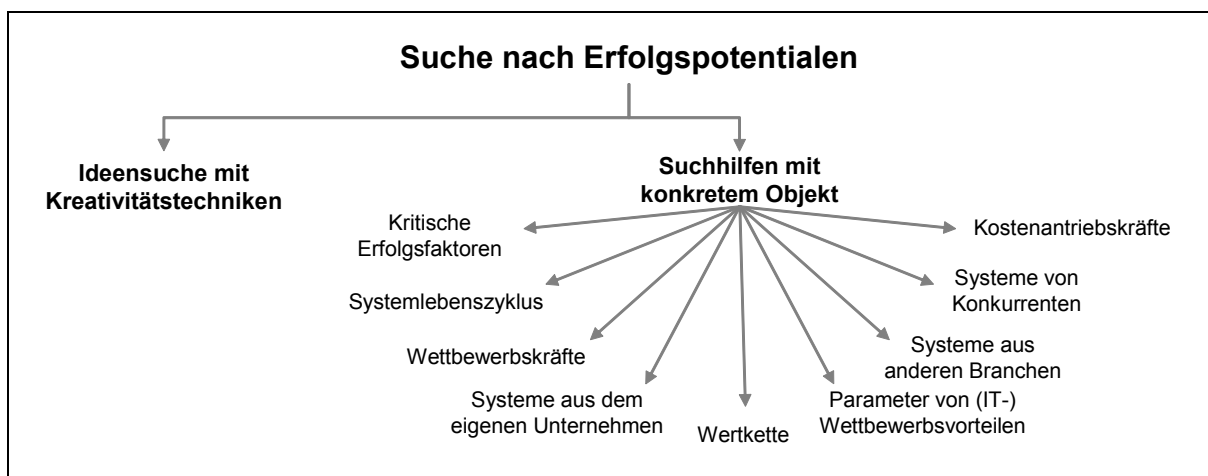 Suche nach Erfolgspotentialen
Ideensuche mit
Kreativitätstechniken
Suchhilfen mit
konkretem Objekt
Kritische
Erfolgsfaktoren
Kostenantriebskräfte
Systemlebenszyklus
Systeme von
Konkurrenten
Wettbewerbskräfte
Systeme aus
anderen Branchen
Systeme aus dem
eigenen Unternehmen
Wertkette
Parameter von (IT-)
Wettbewerbsvorteilen